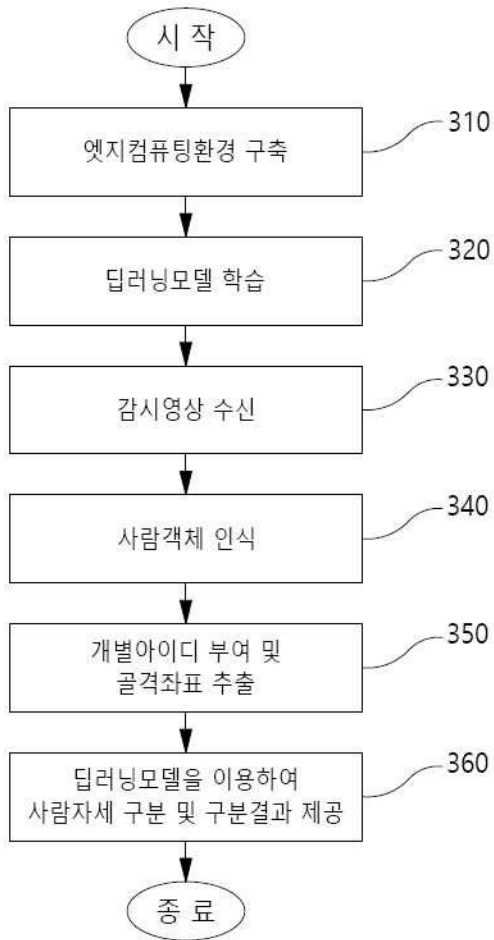 시 작
엣지컴퓨팅환경 구축
310
딥러닝모델 학습
320
감시영상 수신
330
사람객체 인식
340
개별아이디 부여 및
골격좌표 추출
350
딥러닝모델을 이용하여
사람자세 구분 및 구분결과 제공
360
종 료